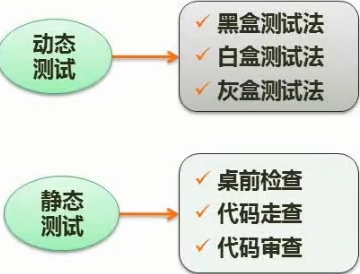 动态
测试
✓ 黑盒测试法
✓ 白盒测试法
✓ 灰盒测试法
静态
测试
✓ 桌前检查
✓ 代码走查
✓ 代码审查